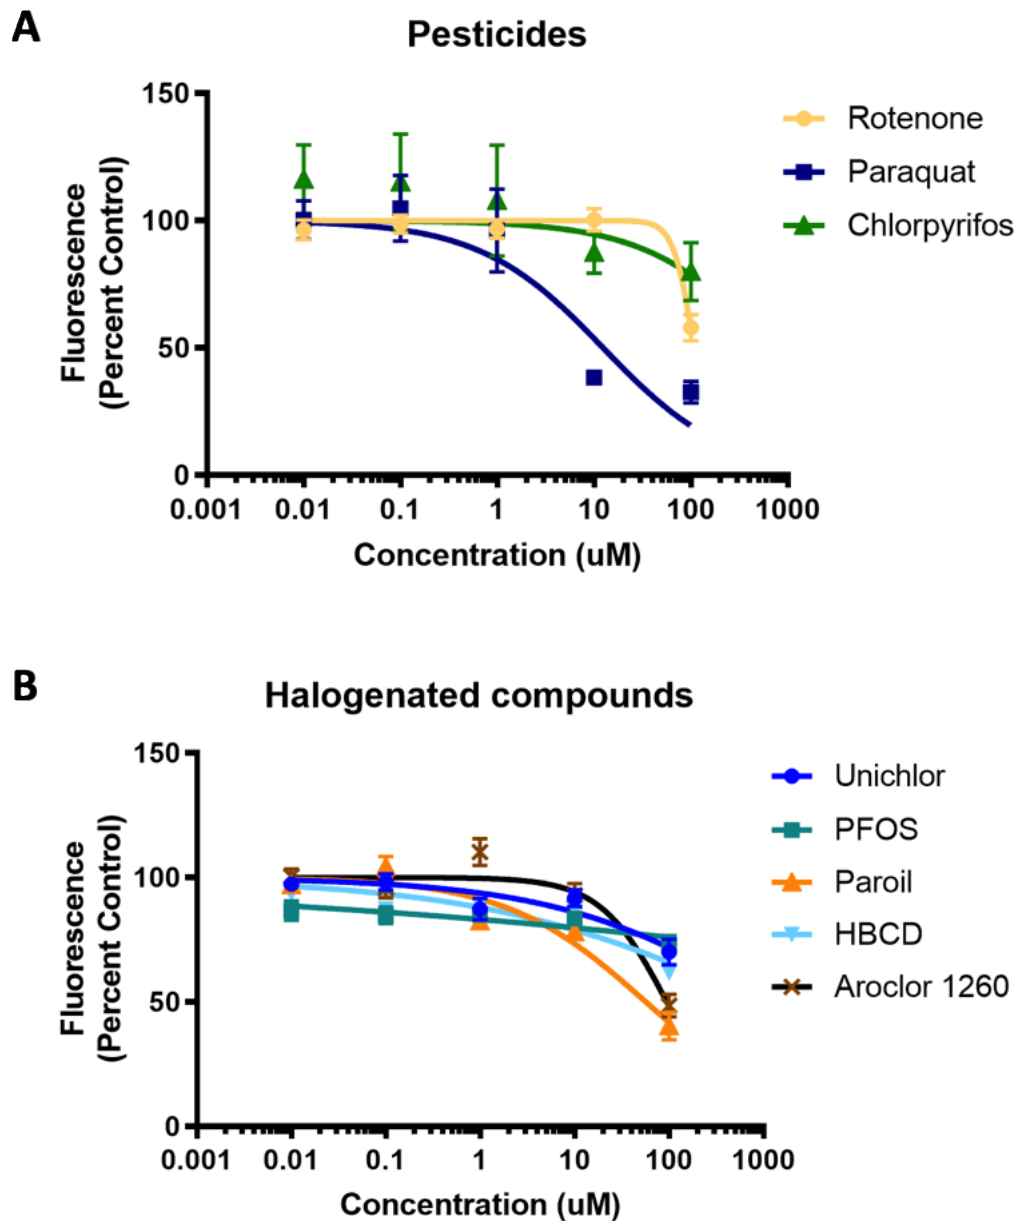 A
Pesticides
150
100
50
0
Fluorescence
(Percent Control)
0.001 0.01 0.1 1 10 100 1000
Concentration (uM)
Rotenone
Paraquat
Chlorpyrifos
B
Halogenated compounds
150
100
50
0
Fluorescence
(Percent Control)
0.001 0.01 0.1 1 10 100 1000
Concentration (uM)
Unichlor
PFOS
Paroil
HBCD
Aroclor 1260